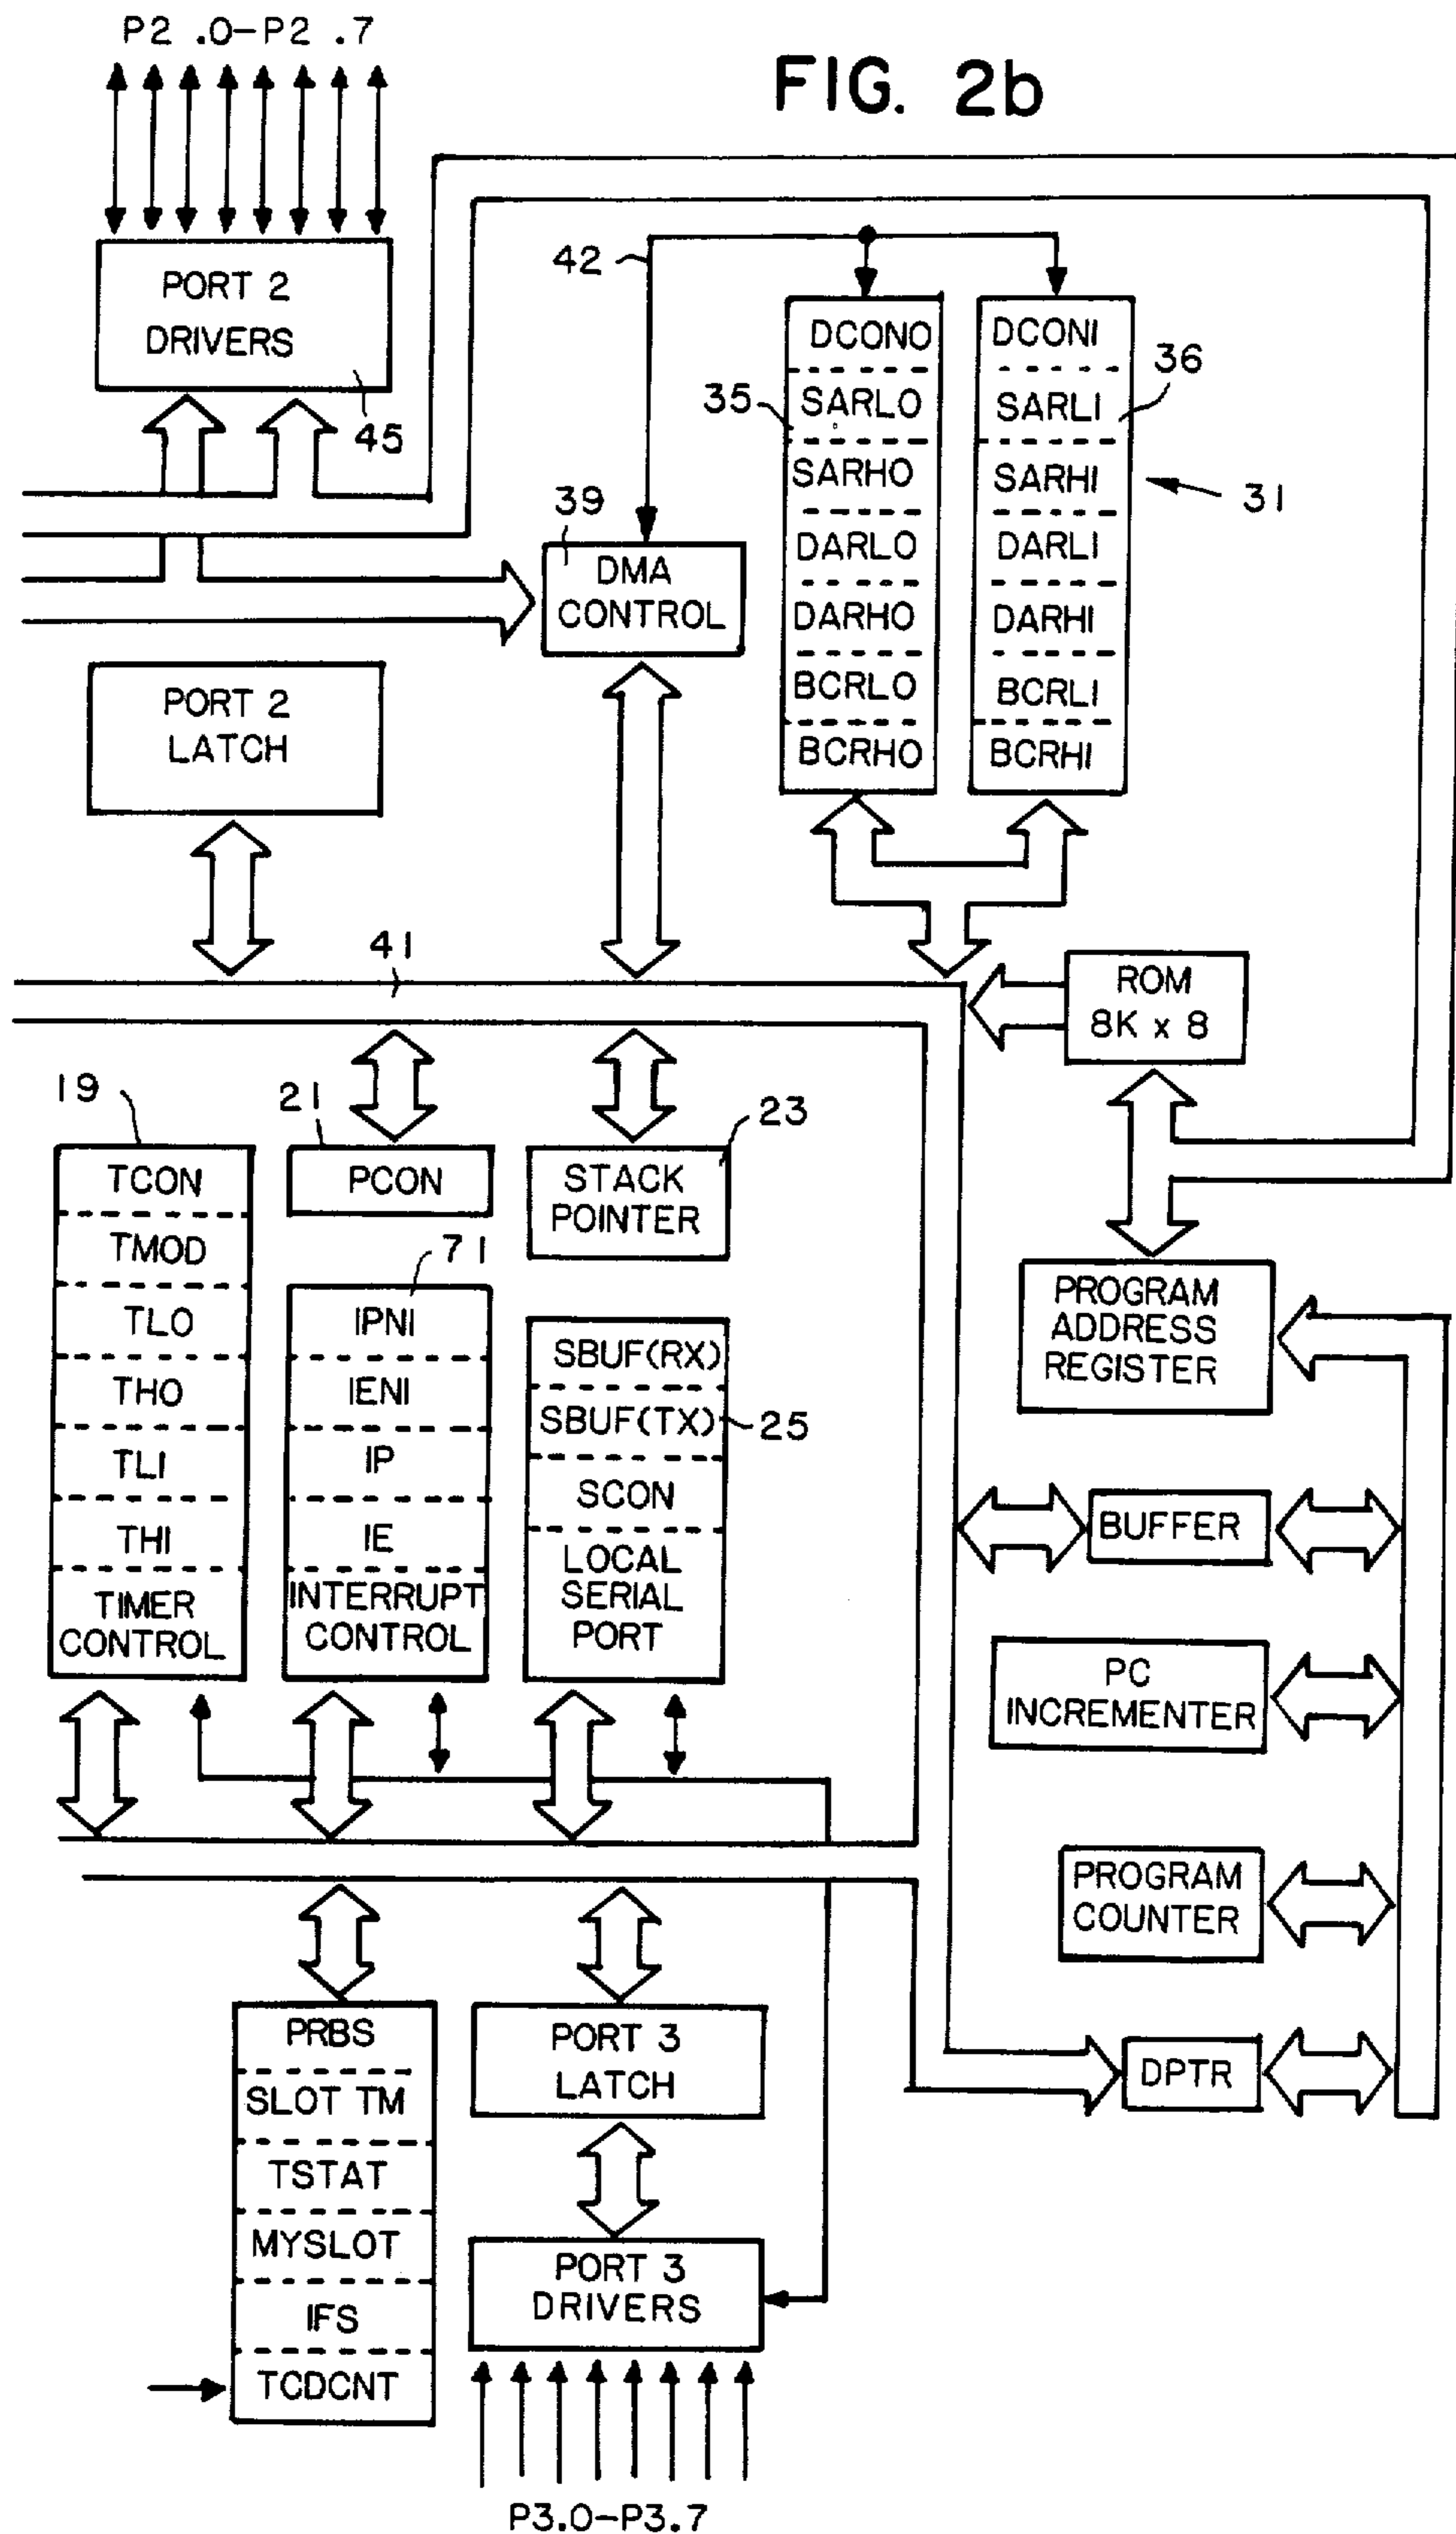 P2 .0-P2 .7
FIG. 2b
PORT 2
DRIVERS
45
42
DCONO
SARLO
SARHO
DARLO
DARHO
BCRLO
BCRHO
35
DCONI
SARLI
SARHI
DARLI
DARHI
BCRLI
BCRHI
36
31
39
DMA
CONTROL
PORT 2
LATCH
41
ROM
8K x 8
19
TCON
TMOD
TLO
THO
TLI
THI
TIMER
CONTROL
21
PCON
71
IPNI
IENI
IP
IE
INTERRUPT
CONTROL
23
STACK
POINTER
SBUF(RX)
SBUF(TX)
25
SCON
LOCAL
SERIAL
PORT
PROGRAM
ADDRESS
REGISTER
BUFFER
PC
INCREMENTER
PROGRAM
COUNTER
DPTR
PRBS
SLOT TM
TSTAT
MYSLOT
IFS
TCDCNT
PORT 3
LATCH
PORT 3
DRIVERS
P3.0-P3.7